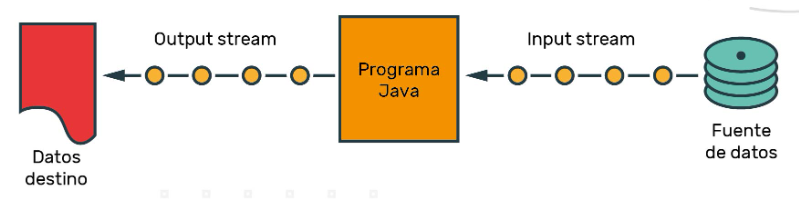 Output stream
Input stream
Programa
Java
Datos
destino
Fuente
de datos